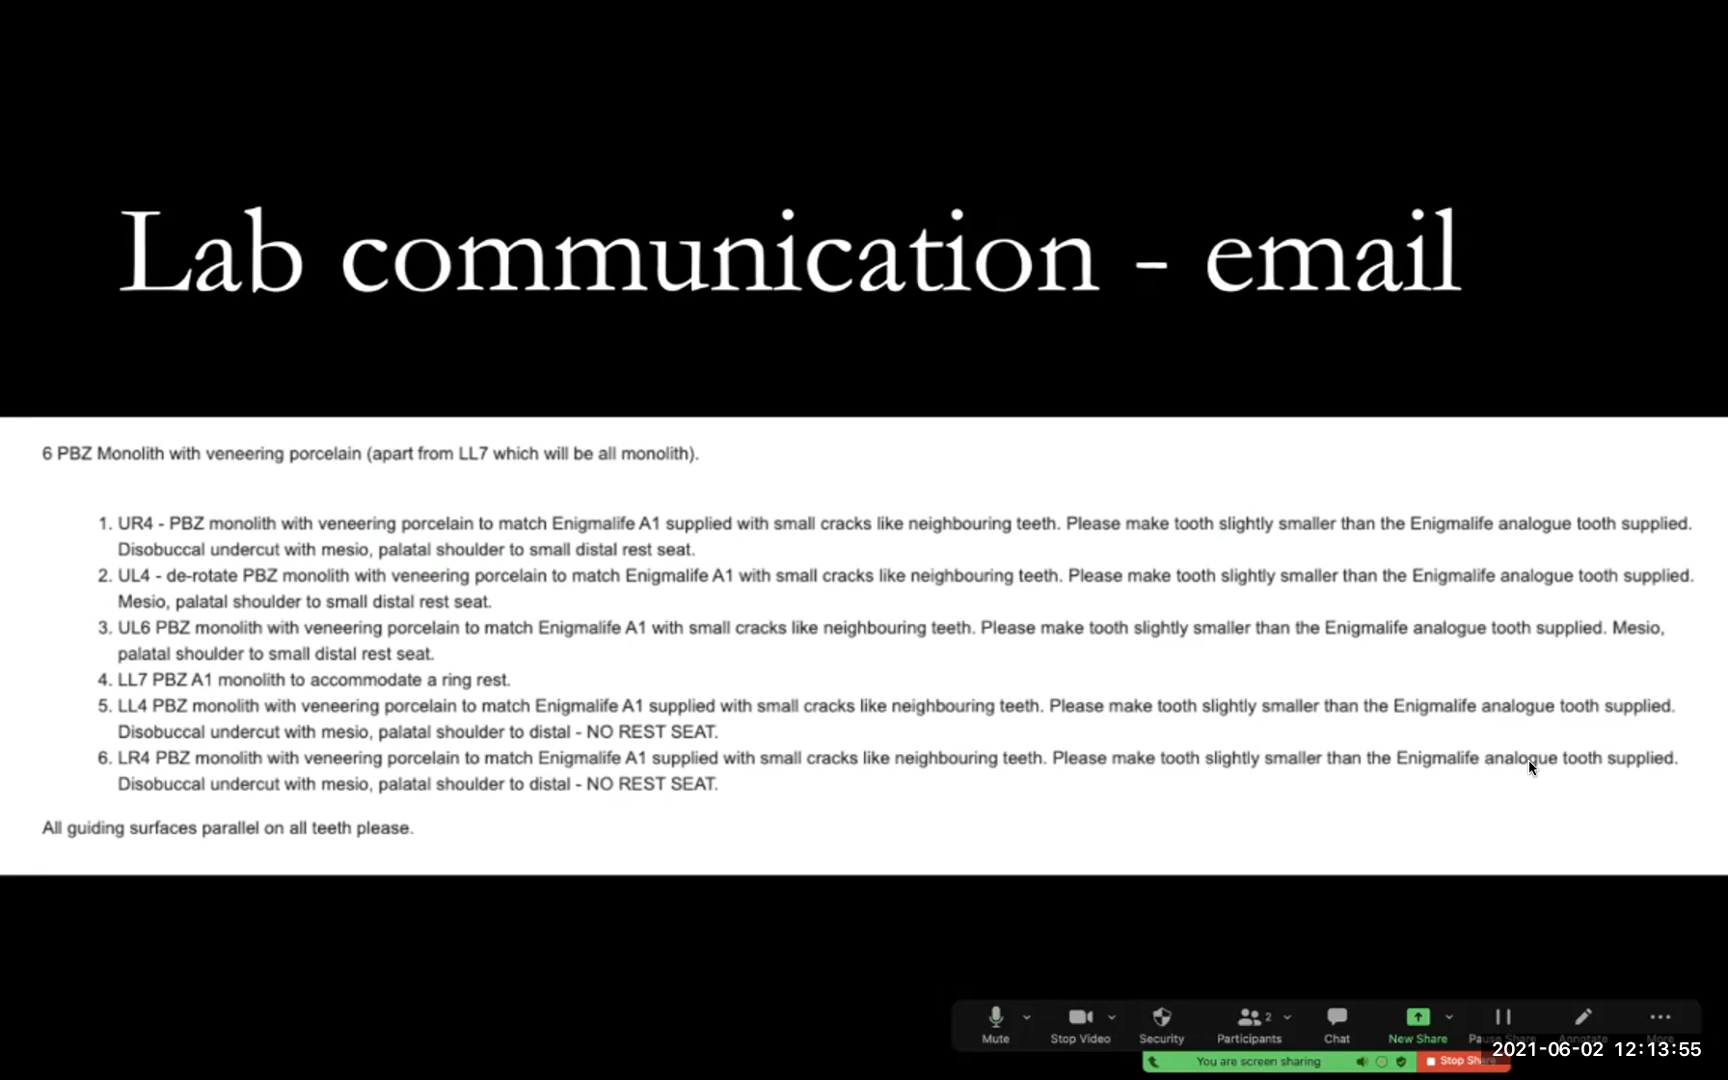 Lab communication - email
6 PBZ Monolith with veneering porcelain (apart from LL7 which will be all monolith).
1. UR4 - PBZ monolith with veneering porcelain to match Enigmalife A1 supplied with small cracks like neighbouring teeth. Please make tooth slightly smaller than the Enigmalife analogue tooth supplied.
Disobuccal undercut with mesio, palatal shoulder to small distal rest seat.
2. UL4 - de-rotate PBZ monolith with veneering porcelain to match Enigmalife A1 with small cracks like neighbouring teeth. Please make tooth slightly smaller than the Enigmalife analogue tooth supplied.
Mesio, palatal shoulder to small distal rest seat.
3. UL6 PBZ monolith with veneering porcelain to match Enigmalife A1 with small cracks like neighbouring teeth. Please make tooth slightly smaller than the Enigmalife analogue tooth supplied. Mesio,
palatal shoulder to small distal rest seat.
4. LL7 PBZ A1 monolith to accommodate a ring rest.
5. LL4 PBZ monolith with veneering porcelain to match Enigmalife A1 supplied with small cracks like neighbouring teeth. Please make tooth slightly smaller than the Enigmalife analogue tooth supplied.
Disobuccal undercut with mesio, palatal shoulder to distal - NO REST SEAT.
6. LR4 PBZ monolith with veneering porcelain to match Enigmalife A1 supplied with small cracks like neighbouring teeth. Please make tooth slightly smaller than the Enigmalife analogue tooth supplied.
Disobuccal undercut with mesio, palatal shoulder to distal - NO REST SEAT.
All guiding surfaces parallel on all teeth please.
2
Mute Stop Video Security Participants Chat New Share
2021-06-02 12:13:55
You are screen sharing Stop